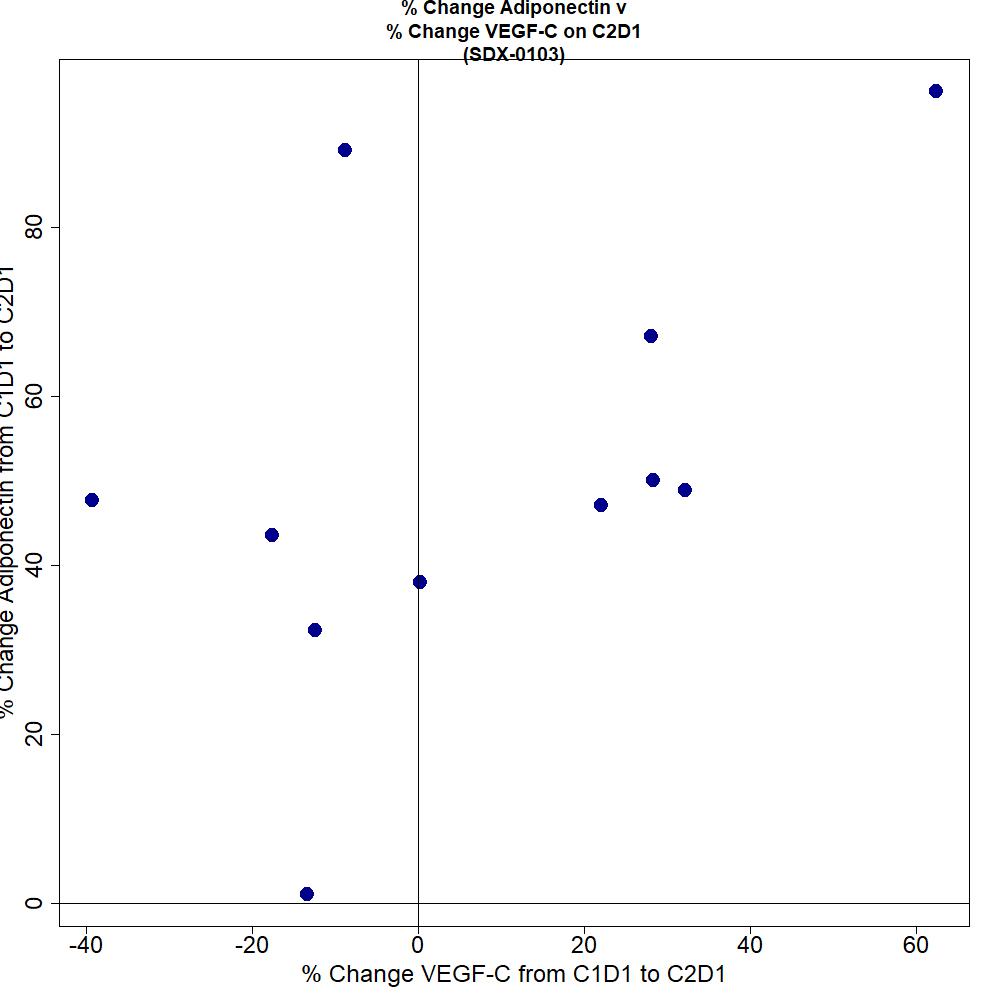 % Change Adiponectin v
% Change VEGF-C on C2D1
(SDX-0103)
% Change Adiponectin from C1D1 to C2D1
80
60
40
20
0
-40
-20
0
20
40
60
% Change VEGF-C from C1D1 to C2D1